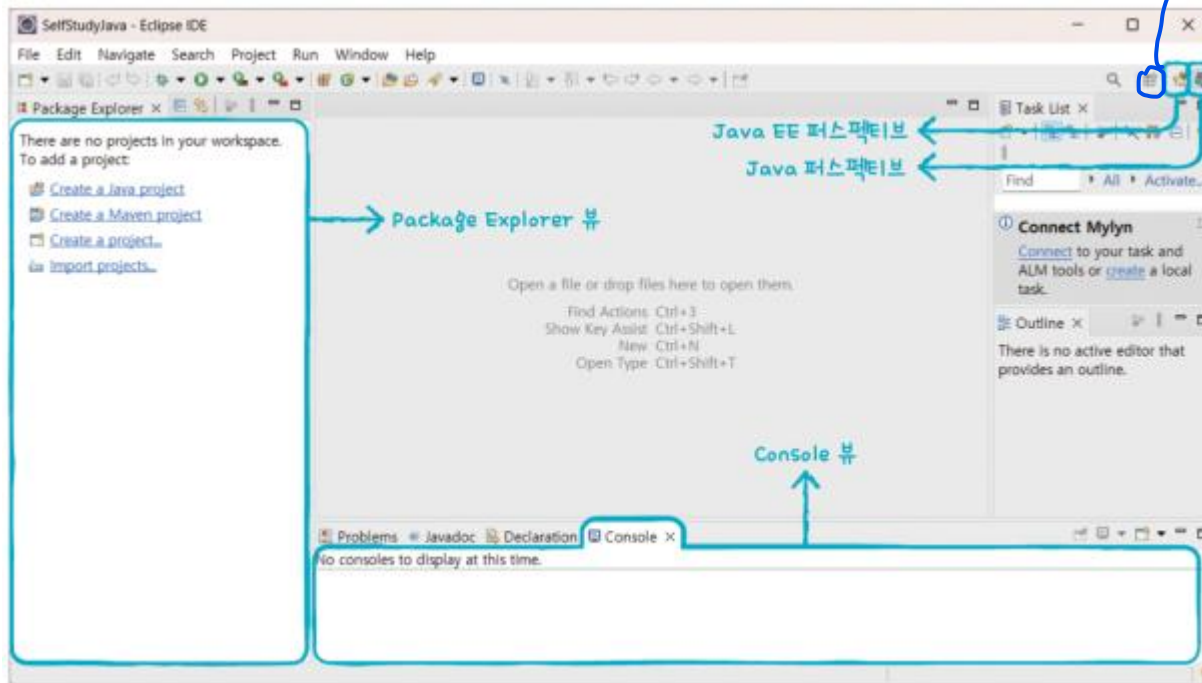 SelfStudyJava - Eclipse IDE
File Edit Navigate Search Project Run Window Help
Package Explorer
Task List
There are no projects in your workspace.
To add a project:
Create a Java project
Create a Maven project
Create a project...
Import projects...
Java EE 퍼스펙티브
Java 퍼스펙티브
Package Explorer 뷰
Find All Activate...
Connect Mylyn
Connect to your task and
ALM tools or create a local
task.
Open a file or drop files here to open them.
Find Actions Ctrl+3
Show Key Assist Ctrl+Shift+L
New Ctrl+N
Open Type Ctrl+Shift+T
Outline
There is no active editor that
provides an outline.
Console 뷰
Problems Javadoc Declaration Console
No consoles to display at this time.